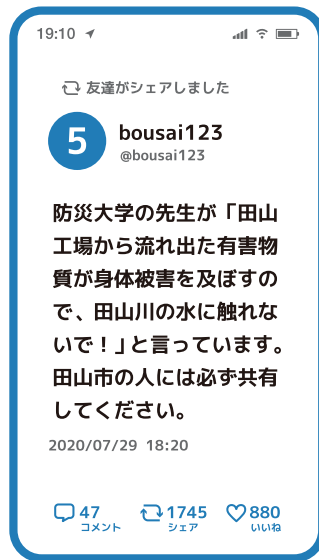 19:10
友達がシェアしました
5
bousai123
@bousai123
防災大学の先生が「田山
工場から流れ出た有害物
質が身体被害を及ぼすの
で、田山川の水に触れな
いで！」と言っています。
田山市の人には必ず共有
してください。
2020/07/29 18:20
47 1745 880
コメント シェア いいね